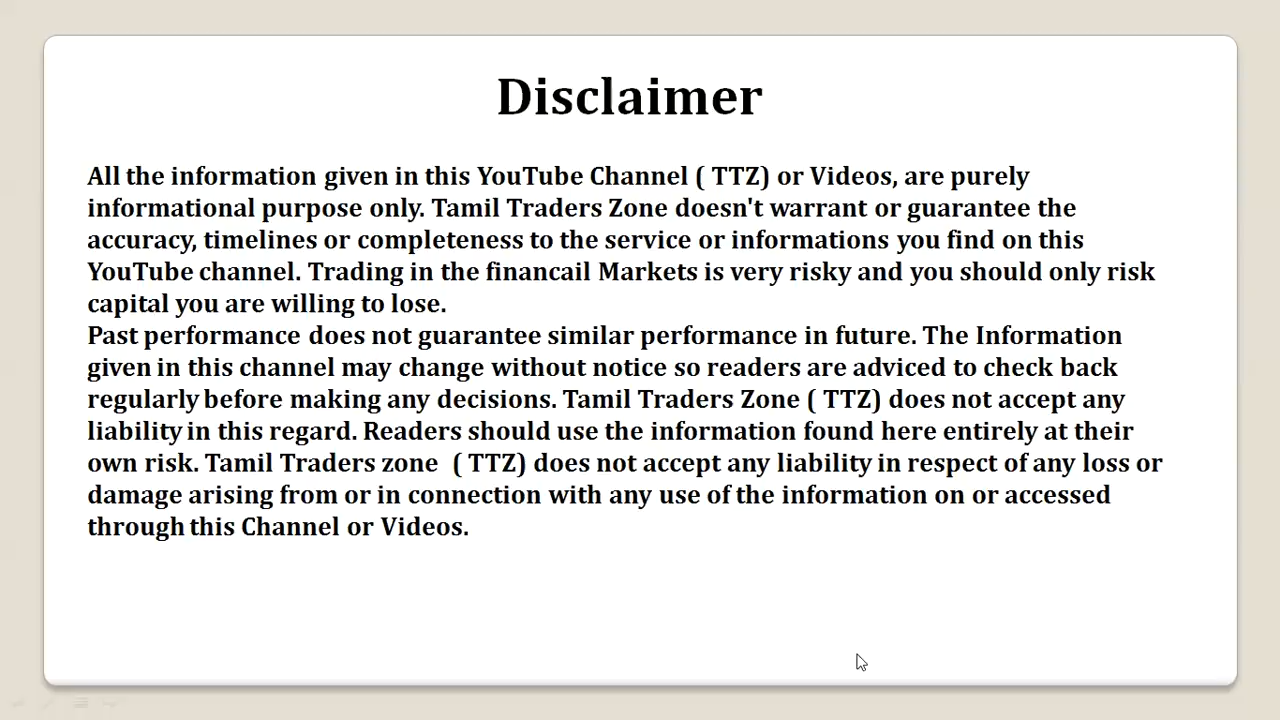 Disclaimer
All the information given in this YouTube Channel ( TTZ) or Videos, are purely
informational purpose only. Tamil Traders Zone doesn't warrant or guarantee the
accuracy, timelines or completeness to the service or informations you find on this
YouTube channel. Trading in the financail Markets is very risky and you should only risk
capital you are willing to lose.
Past performance does not guarantee similar performance in future. The Information
given in this channel may change without notice so readers are adviced to check back
regularly before making any decisions. Tamil Traders Zone ( TTZ) does not accept any
liability in this regard. Readers should use the information found here entirely at their
own risk. Tamil Traders zone  ( TTZ) does not accept any liability in respect of any loss or
damage arising from or in connection with any use of the information on or accessed
through this Channel or Videos.